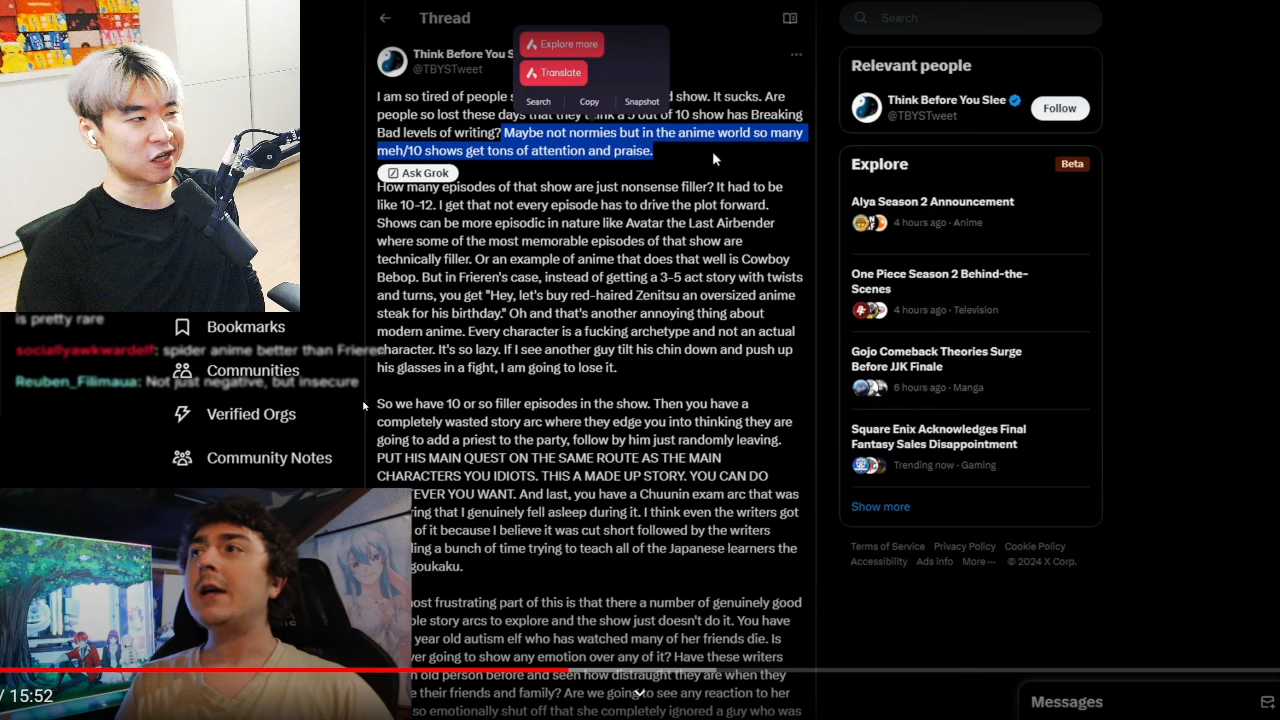 Thread
Think Before You S
@TBYSTweet
Explore more
Translate
Search
Copy
Snapshot
I am so tired of people
show. It sucks. Are
people so lost these days that they think a 5 out of 10 show has Breaking
Bad levels of writing? Maybe not normies but in the anime world so many
meh/10 shows get tons of attention and praise.
Ask Grok
How many episodes of that show are just nonsense filler? It had to be
like 10-12. I get that not every episode has to drive the plot forward.
Shows can be more episodic in nature like Avatar the Last Airbender
where some of the most memorable episodes of that show are
technically filler. Or an example of anime that does that well is Cowboy
Bebop. But in Frieren's case, instead of getting a 3-5 act story with twists
and turns, you get "Hey, let's buy red-haired Zenitsu an oversized anime
steak for his birthday." Oh and that's another annoying thing about
modern anime. Every character is a fucking archetype and not an actual
character. It's so lazy. If I see another guy tilt his chin down and push up
his glasses in a fight, I am going to lose it.
So we have 10 or so filler episodes in the show. Then you have a
completely wasted story arc where they edge you into thinking they are
going to add a priest to the party, follow by him just randomly leaving.
PUT HIS MAIN QUEST ON THE SAME ROUTE AS THE MAIN
CHARACTERS YOU IDIOTS. THIS A MADE UP STORY. YOU CAN DO
EVER YOU WANT. And last, you have a Chuunin exam arc that was
ring that I genuinely fell asleep during it. I think even the writers got
of it because I believe it was cut short followed by the writers
ding a bunch of time trying to teach all of the Japanese learners the
goukaku.
ost frustrating part of this is that there a number of genuinely good
ole story arcs to explore and the show just doesn't do it. You have
year old autism elf who has watched many of her friends die. Is
ver going to show any emotion over any of it? Have these writers
n old person before and seen how distraught they are when they
e their friends and family? Are we going to see any reaction to her
so emotionally shut off that she completely ignored a guy who was
is pretty rare
sociallyawkwardelf: spider anime better than Frieren
Reuben_Filimaua: Not just negative, but insecure
Bookmarks
Communities
Verified Orgs
Community Notes
/ 15:52
Search
Relevant people
Think Before You Slee
@TBYSTweet
Follow
Explore
Beta
Alya Season 2 Announcement
4 hours ago · Anime
One Piece Season 2 Behind-the-
Scenes
4 hours ago · Television
Gojo Comeback Theories Surge
Before JJK Finale
6 hours ago · Manga
Square Enix Acknowledges Final
Fantasy Sales Disappointment
Trending now · Gaming
Show more
Terms of Service Privacy Policy Cookie Policy
Accessibility Ads info More ··· © 2024 X Corp.
Messages